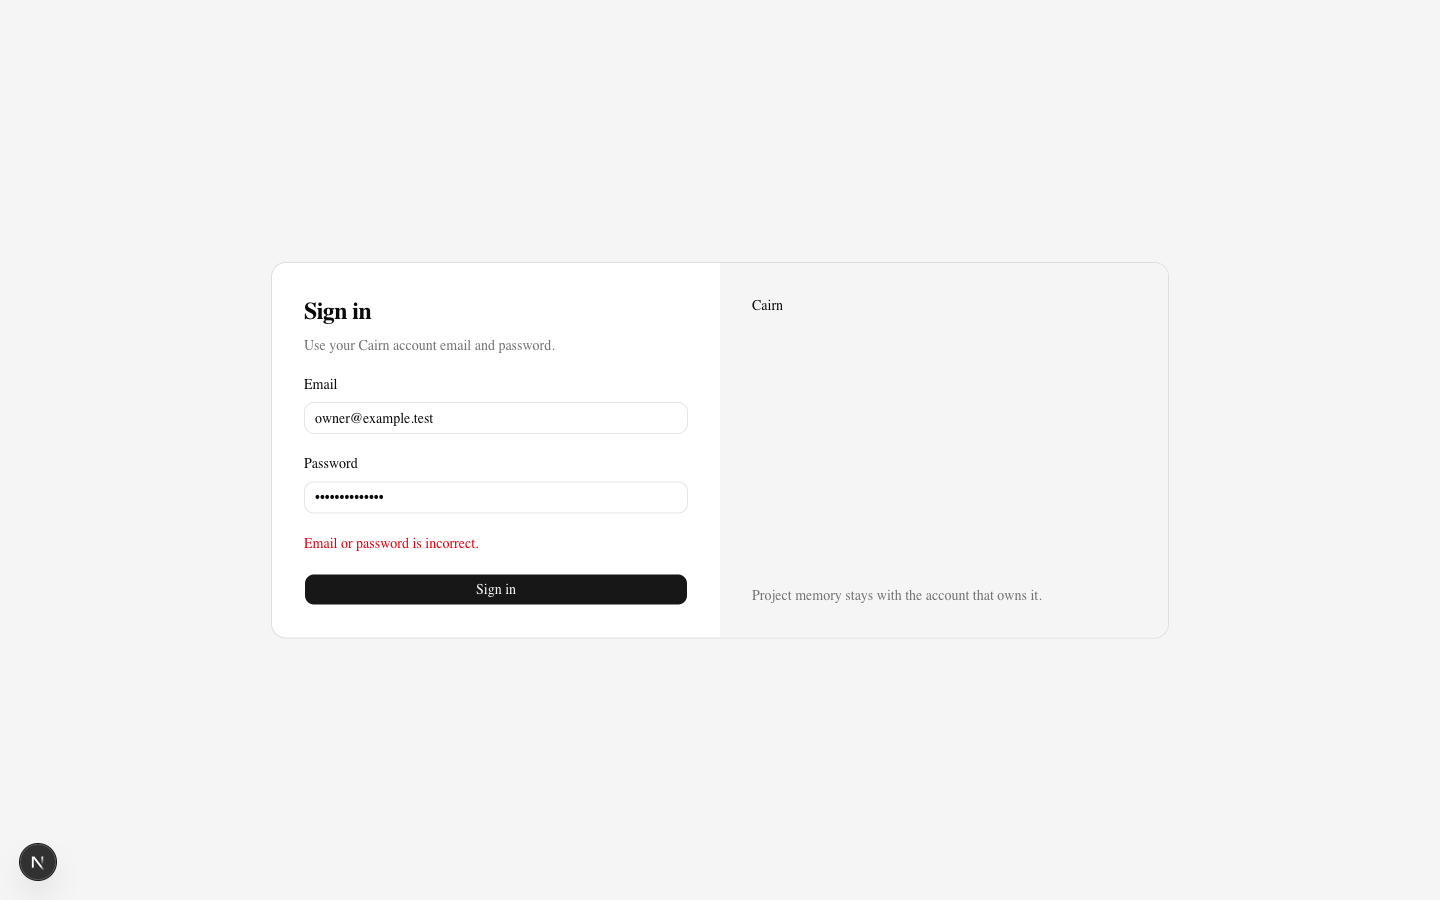 Sign in
Use your Cairn account email and password.
Email
owner@example.test
Password
••••••••••••••
Email or password is incorrect.
Sign in
Cairn
Project memory stays with the account that owns it.
N